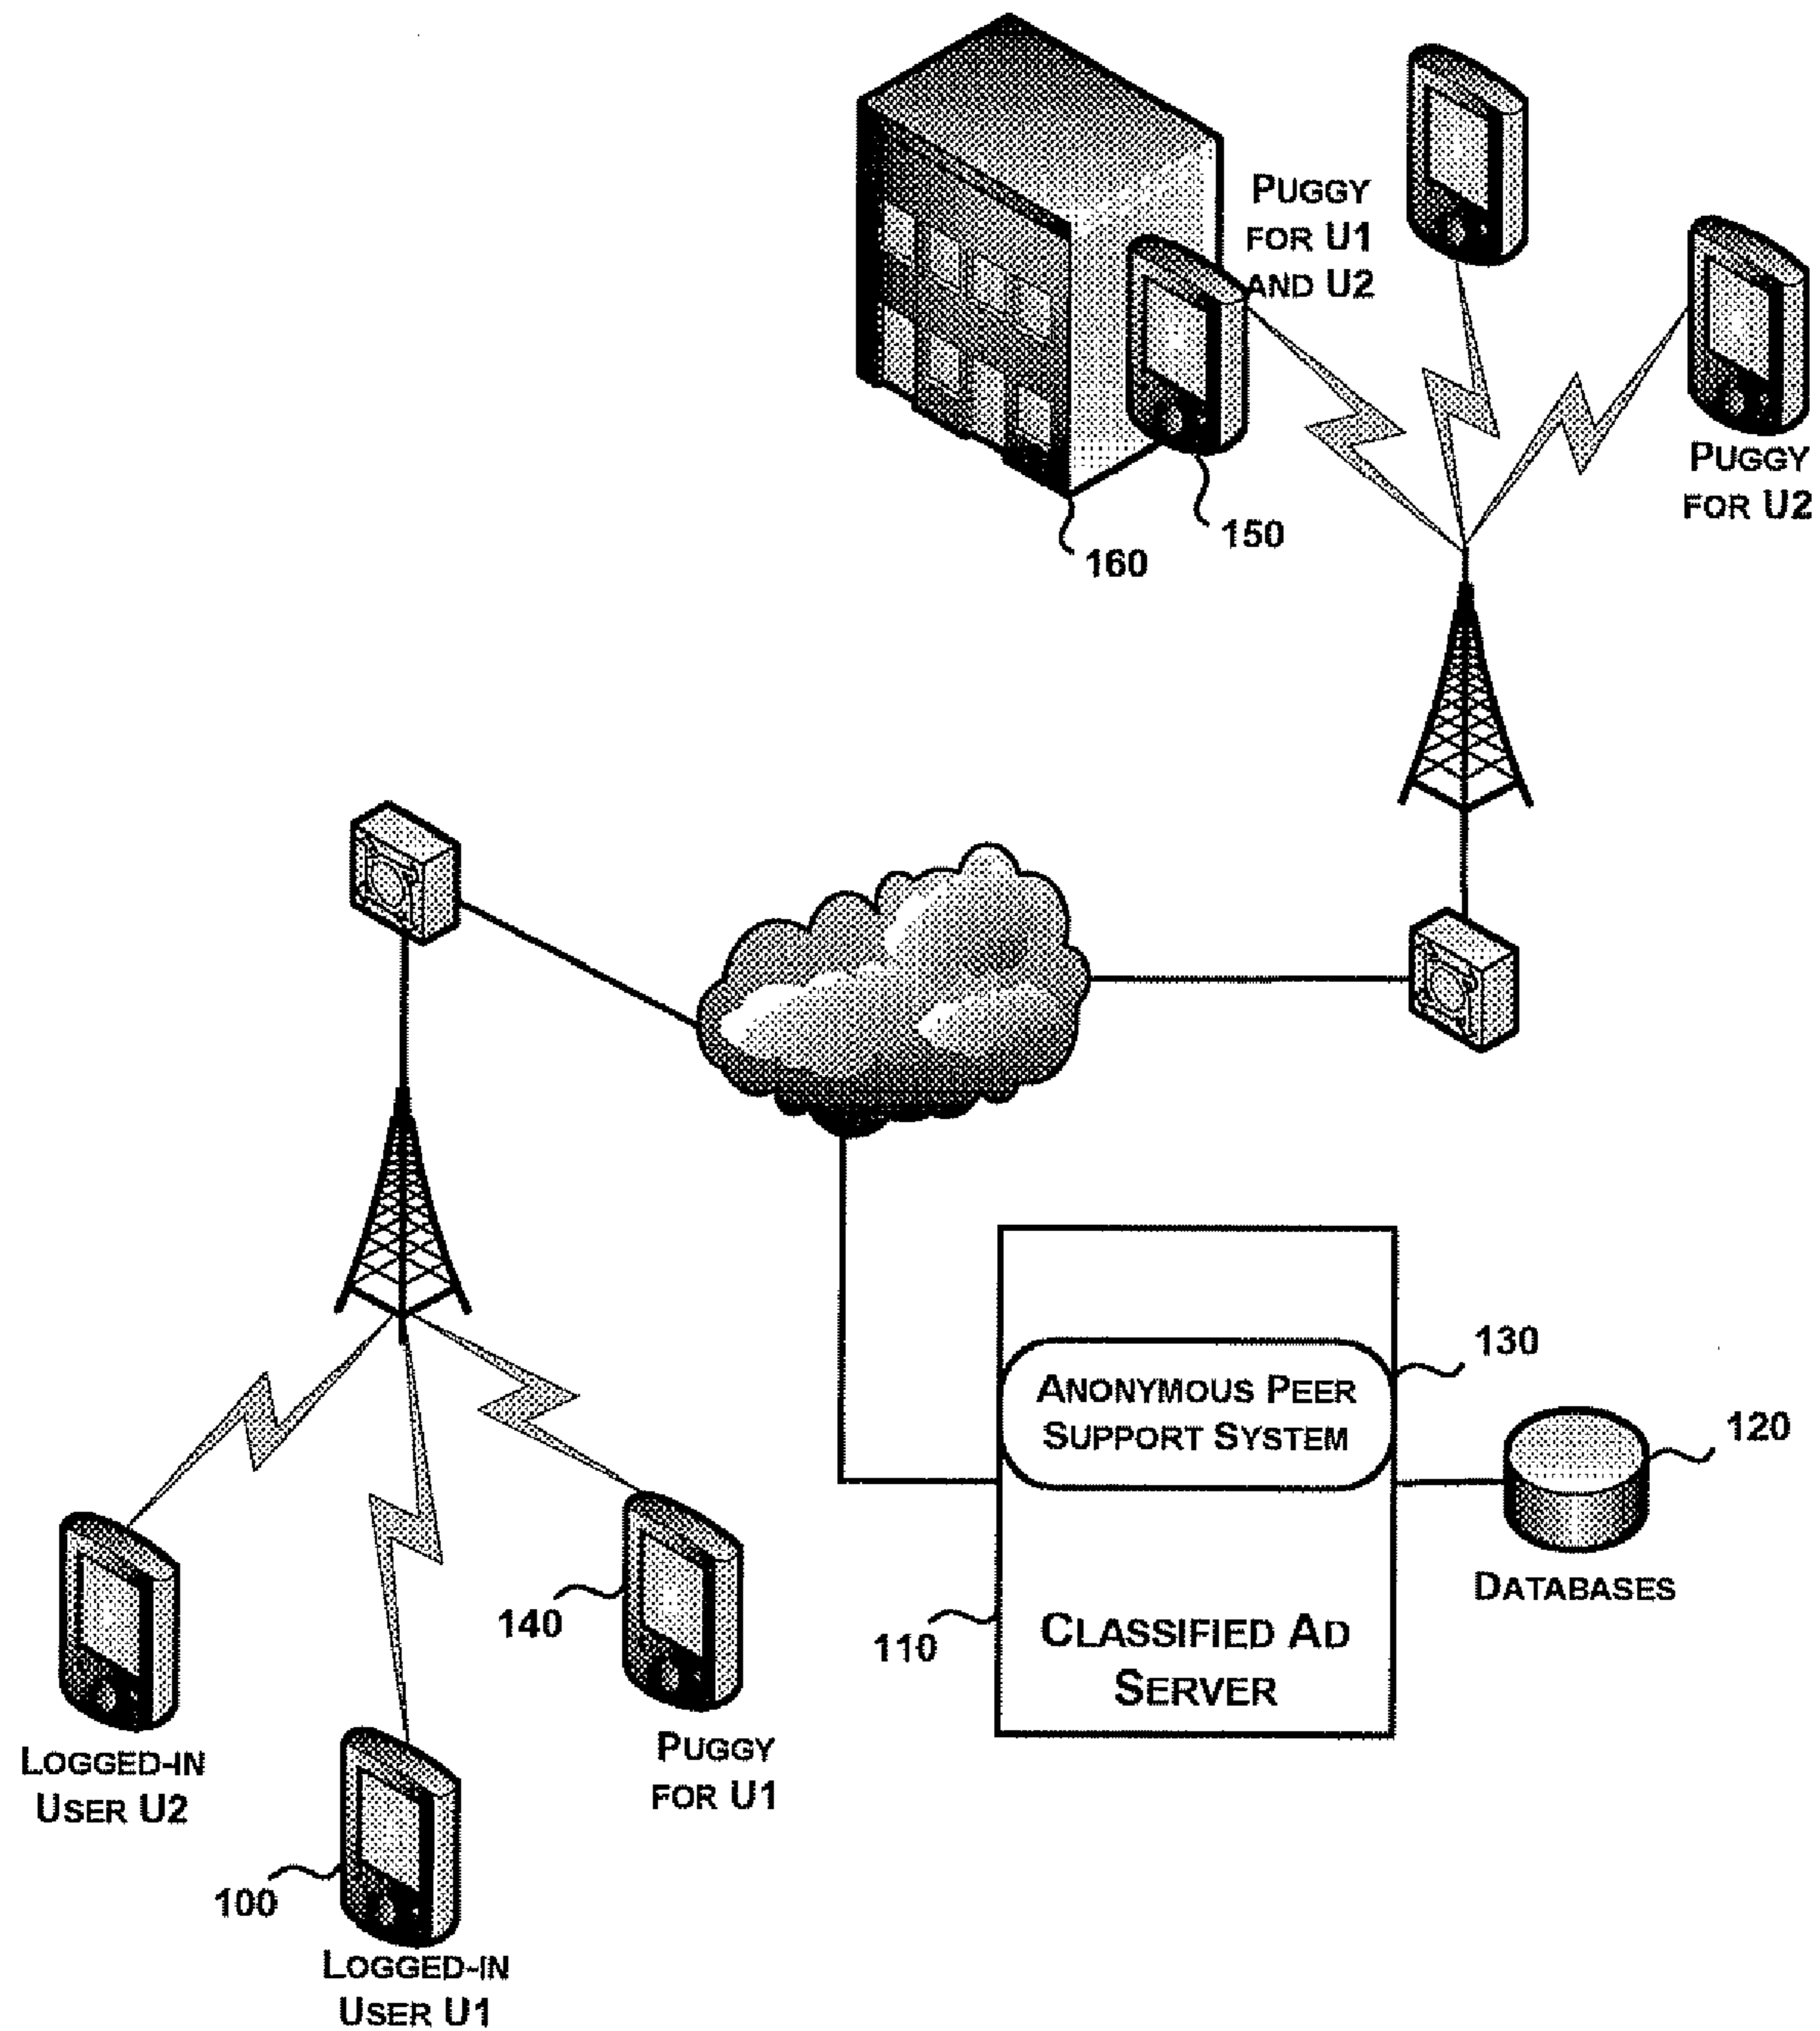 PUGGY
FOR U1
AND U2
PUGGY
FOR U2
150
160
130
ANONYMOUS PEER
SUPPORT SYSTEM
120
DATABASES
140
110
CLASSIFIED AD
SERVER
LOGGED-IN
USER U2
PUGGY
FOR U1
100
LOGGED-IN
USER U1